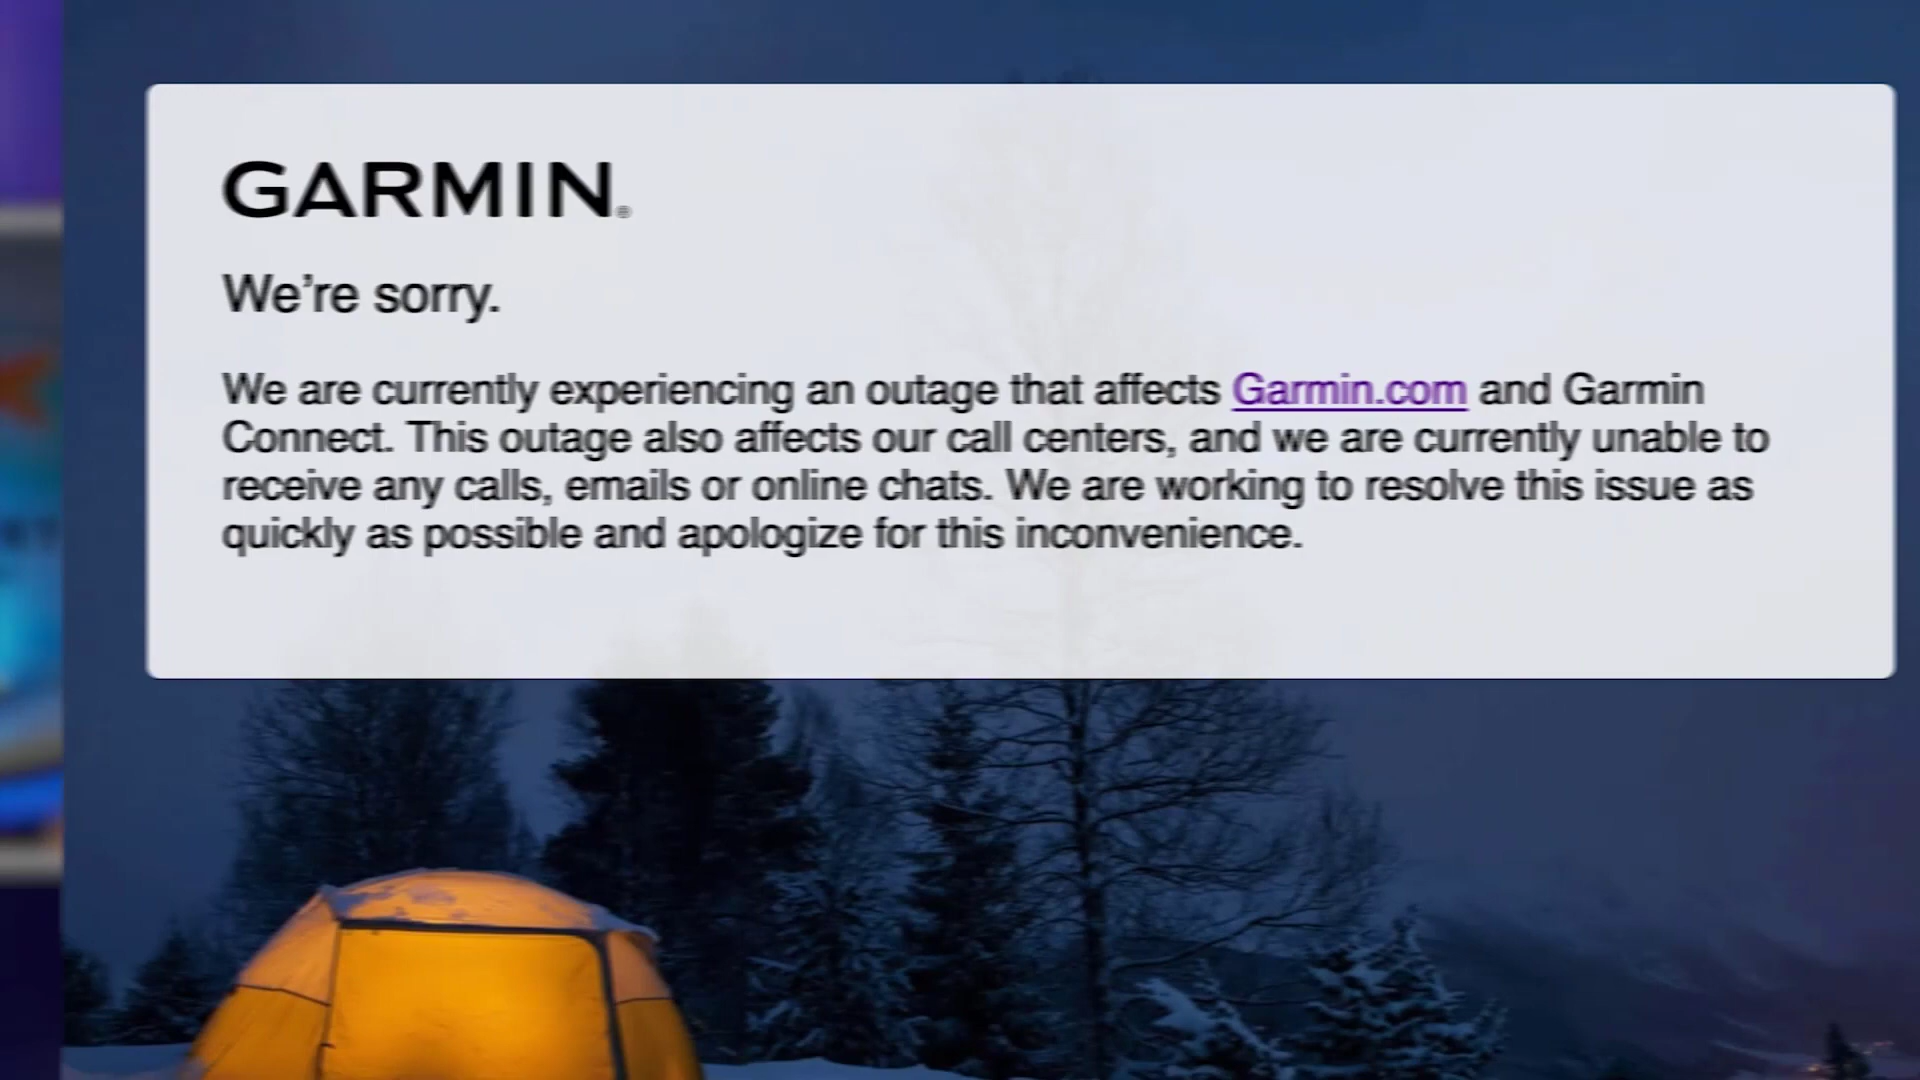 GARMIN®
We're sorry.
We are currently experiencing an outage that affects Garmin.com and Garmin
Connect. This outage also affects our call centers, and we are currently unable to
receive any calls, emails or online chats. We are working to resolve this issue as
quickly as possible and apologize for this inconvenience.